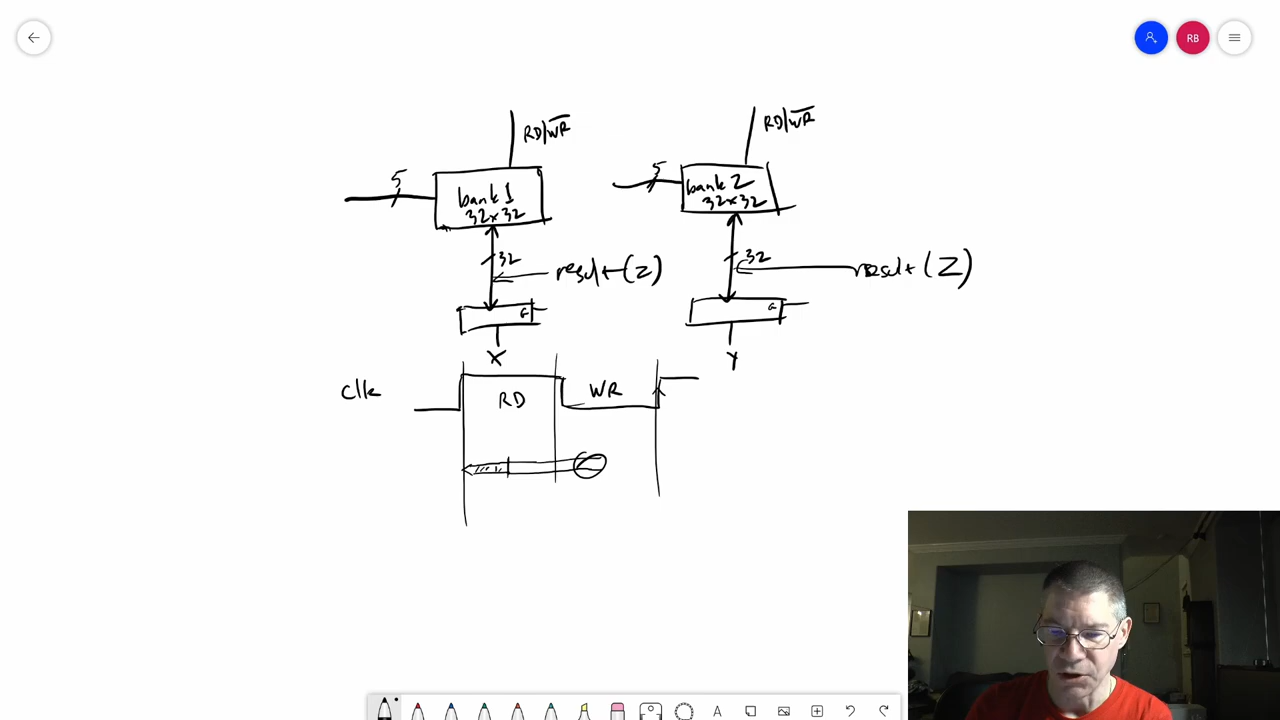 RB
RD/WR
RD/WR
5
5
bank 1
32x32
bank 2
32x32
32
32
result (Z)
result (Z)
G
G
X
Y
Clk
RD
WR
A